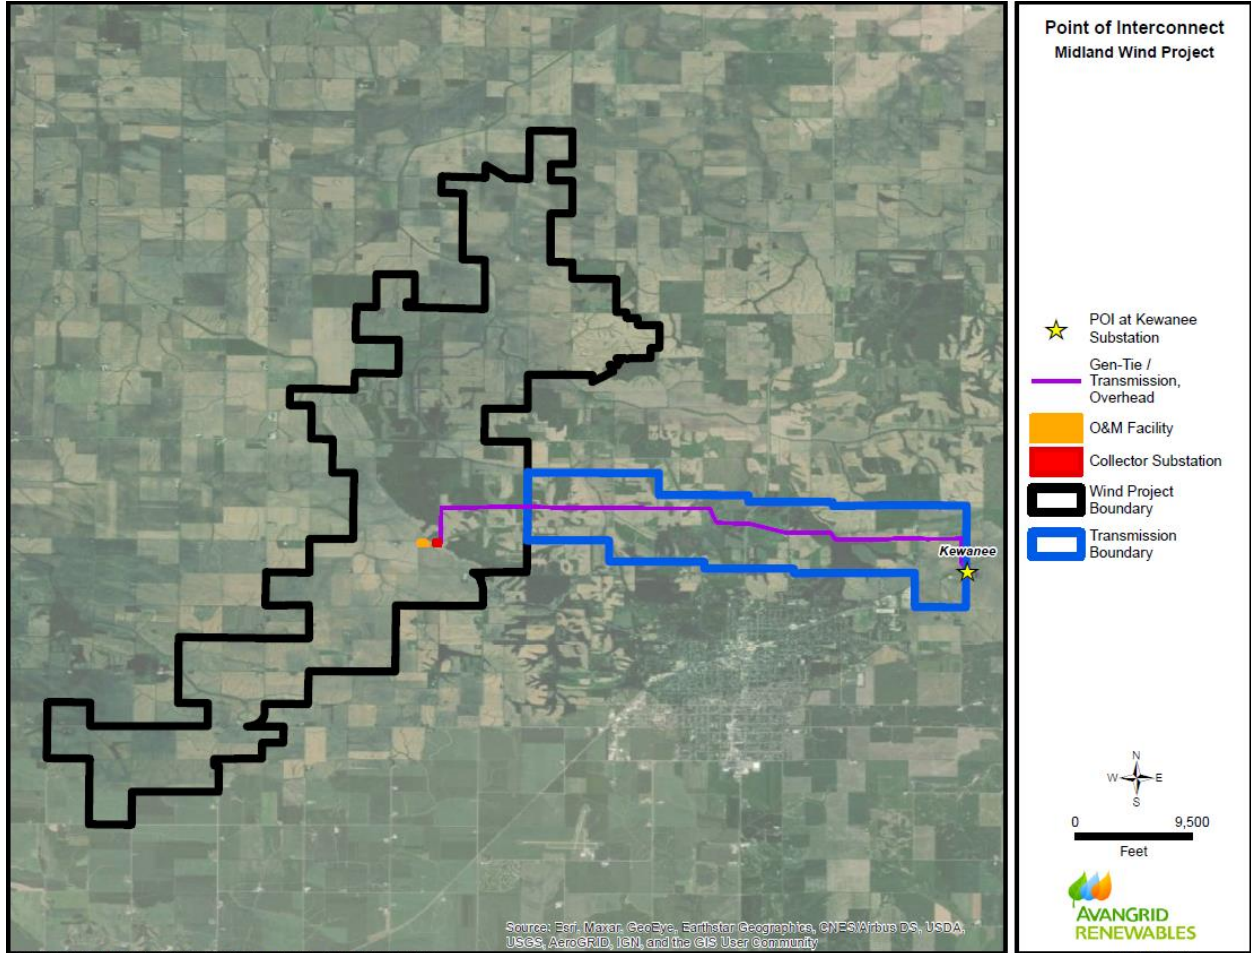 Point of Interconnect
Midland Wind Project
POI at Kewanee
Substation
Gen-Tie /
Transmission,
Overhead
O&M Facility
Collector Substation
Wind Project
Boundary
Transmission
Boundary
Kewanee
N
W E
S
0 9,500
Feet
AVANGRID
RENEWABLES
Source: Esri, Maxar, GeoEye, Earthstar Geographics, CNES/Airbus DS, USDA,
USGS, AeroGRID, IGN, and the GIS User Community